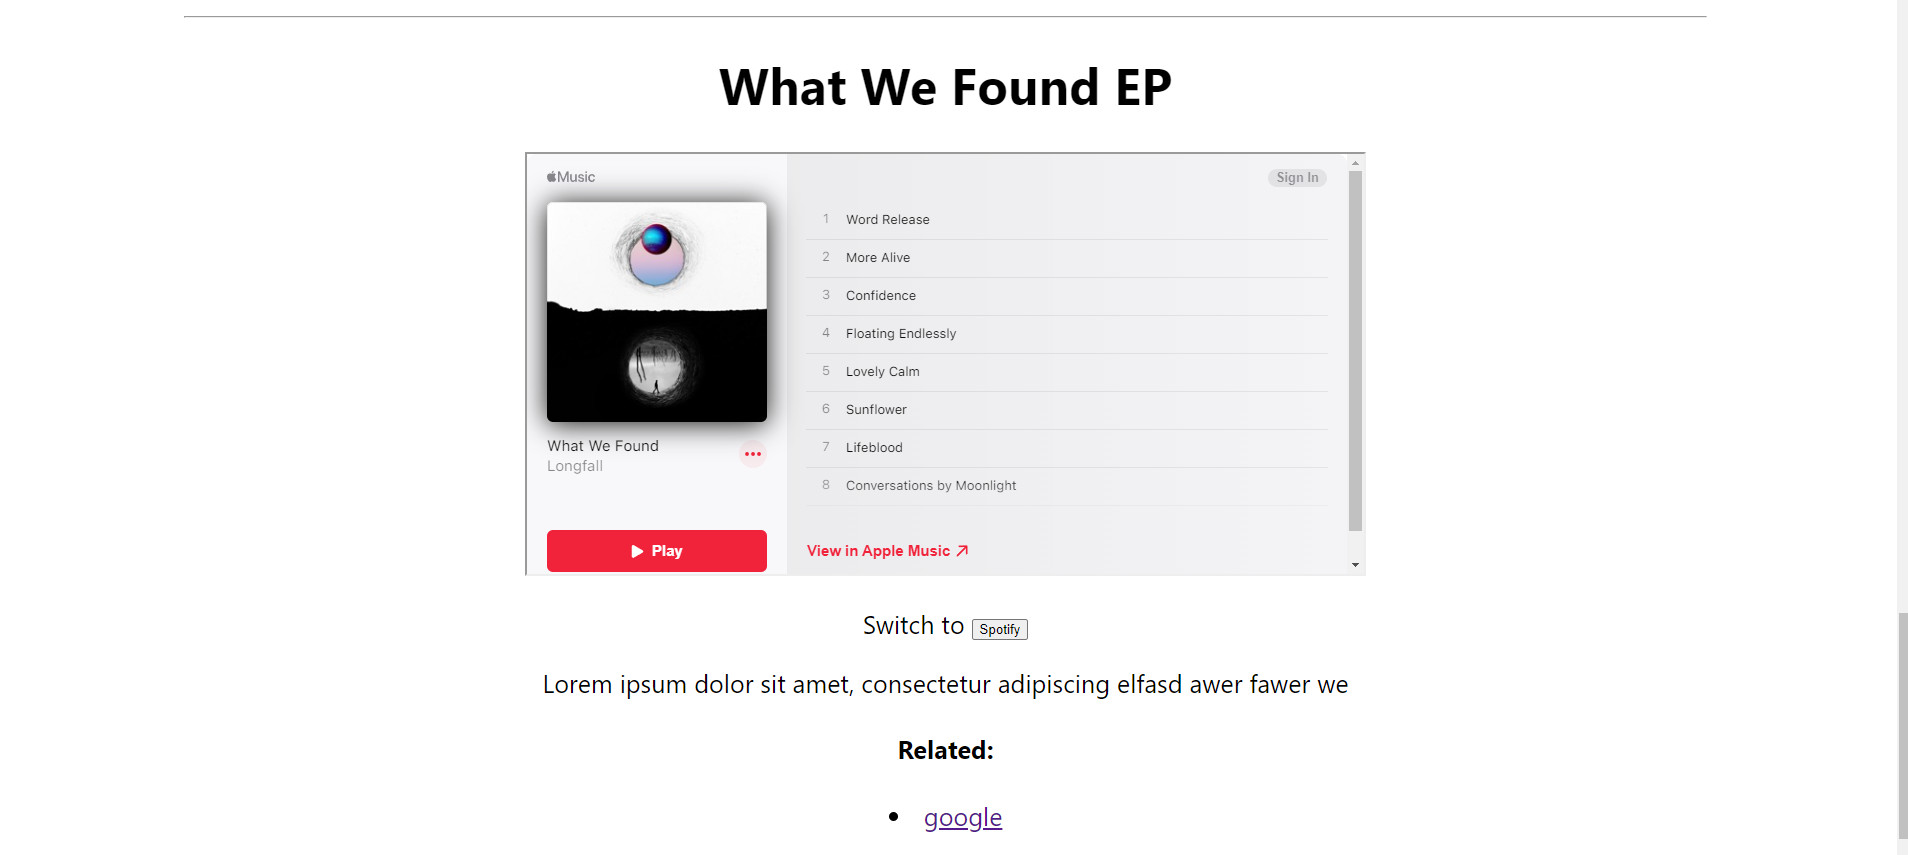 What We Found EP
Music
Sign In
1 Word Release
2 More Alive
3 Confidence
4 Floating Endlessly
5 Lovely Calm
6 Sunflower
7 Lifeblood
8 Conversations by Moonlight
What We Found
Longfall
Play
View in Apple Music
Switch to Spotify
Lorem ipsum dolor sit amet, consectetur adipiscing elfasd awer fawer we
Related:
google